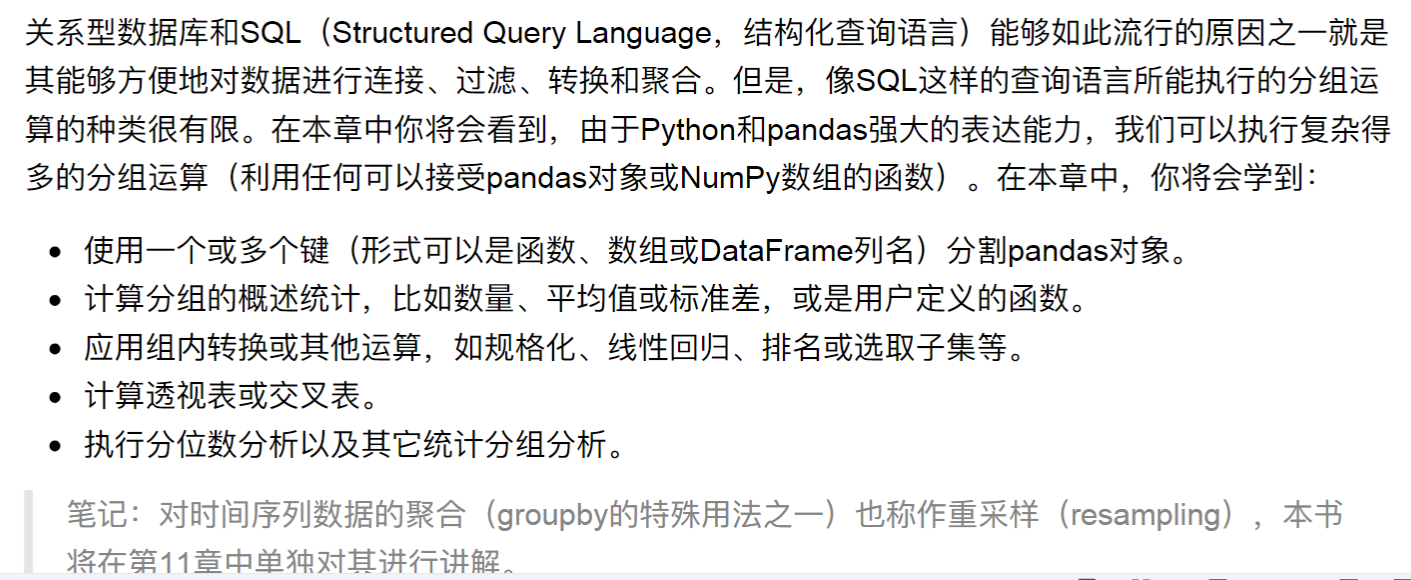 关系型数据库和SQL（Structured Query Language，结构化查询语言）能够如此流行的原因之一就是
其能够方便地对数据进行连接、过滤、转换和聚合。但是，像SQL这样的查询语言所能执行的分组运
算的种类很有限。在本章中你将会看到，由于Python和pandas强大的表达能力，我们可以执行复杂得
多的分组运算（利用任何可以接受pandas对象或NumPy数组的函数）。在本章中，你将会学到：
• 使用一个或多个键（形式可以是函数、数组或DataFrame列名）分割pandas对象。
• 计算分组的概述统计，比如数量、平均值或标准差，或是用户定义的函数。
• 应用组内转换或其他运算，如规格化、线性回归、排名或选取子集等。
• 计算透视表或交叉表。
• 执行分位数分析以及其它统计分组分析。
笔记：对时间序列数据的聚合（groupby的特殊用法之一）也称作重采样（resampling），本书
将在第11章中单独对其进行讲解。